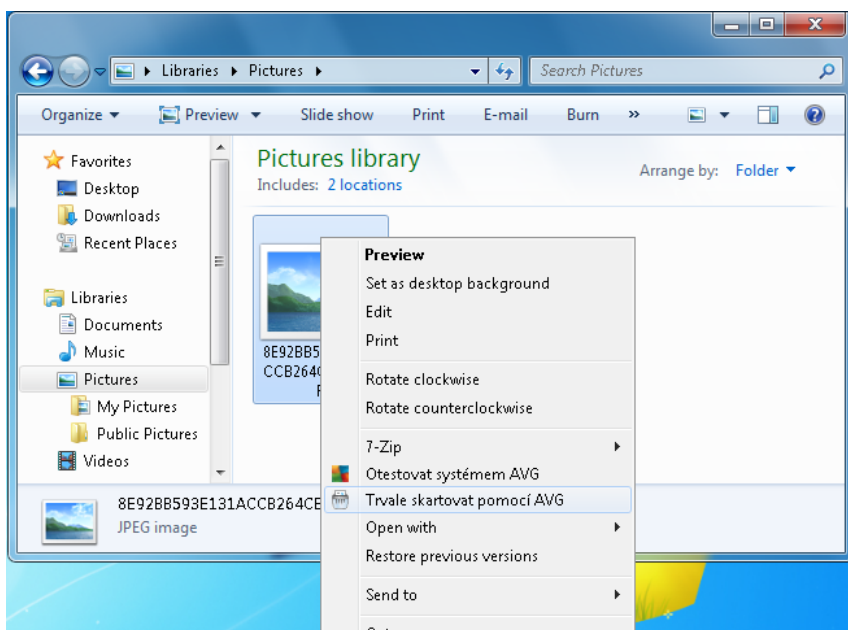 Libraries
Pictures
Search Pictures
Organize
Preview
Slide show
Print
E-mail
Burn
»
Favorites
Desktop
Downloads
Recent Places
Libraries
Documents
Music
Pictures
My Pictures
Public Pictures
Videos
Pictures library
Includes: 2 locations
Arrange by: Folder
8E92BB5
CCB264
Preview
Set as desktop background
Edit
Print
Rotate clockwise
Rotate counterclockwise
7-Zip
Otestovat systémem AVG
Trvale skartovat pomocí AVG
Open with
Restore previous versions
Send to
8E92BB593E131ACCB264CE
JPEG image